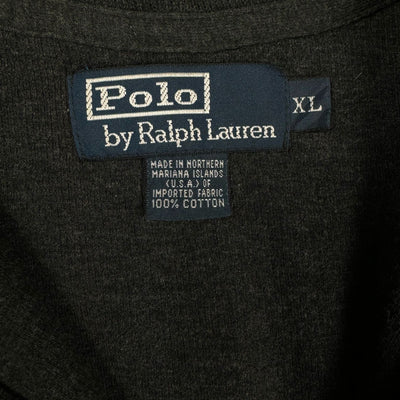 Polo
by Ralph Lauren
XL
MADE IN NORTHERN
MARIANA ISLANDS
(U.S.A.) OF
IMPORTED FABRIC
100% COTTON